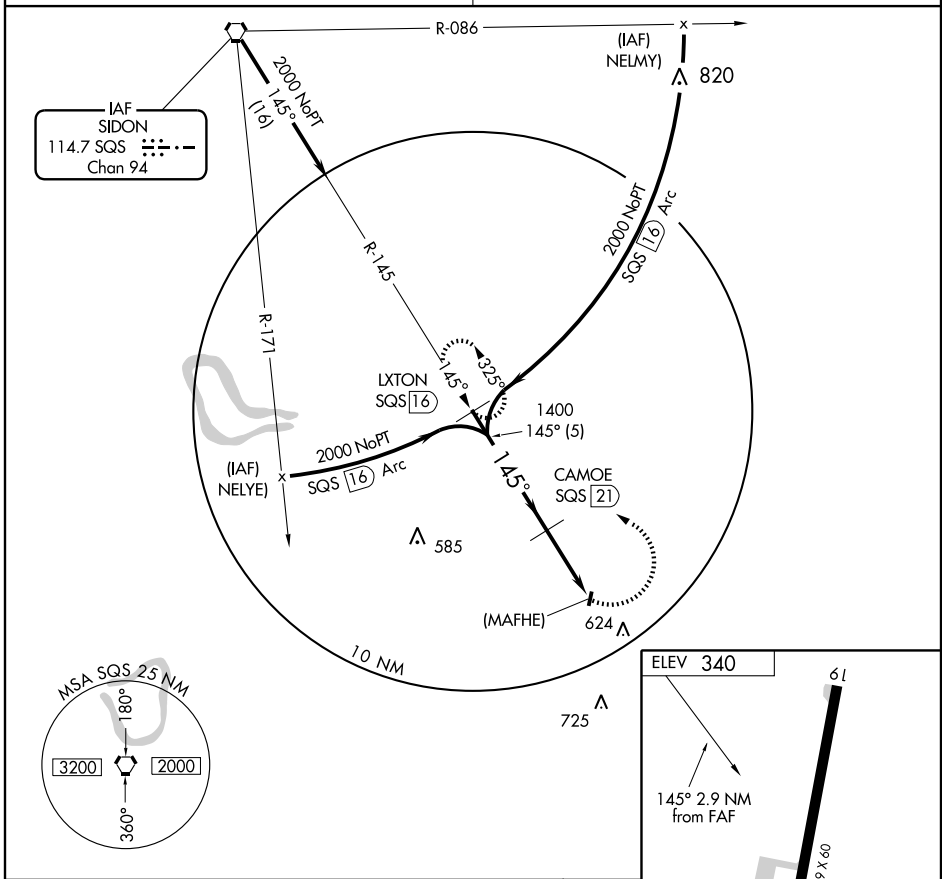 R-086
(IAF)
NELMY)
820
IAF
SIDON
114.7 SQS
Chan 94
2000 NoPT
145°
(16)
2000 NoPT
SQS 16 Arc
R-145
R-171
LXTON
SQS 16
145°
325°
1400
145° (5)
2000 NoPT
SQS 16 Arc
(IAF)
NELYE)
145°
CAMOE
SQS 21
585
(MAFHE)
624
10 NM
725
MSA SQS 25 NM
180°
3200
2000
360°
ELEV 340
19
145° 2.9 NM
from FAF
9 X 60